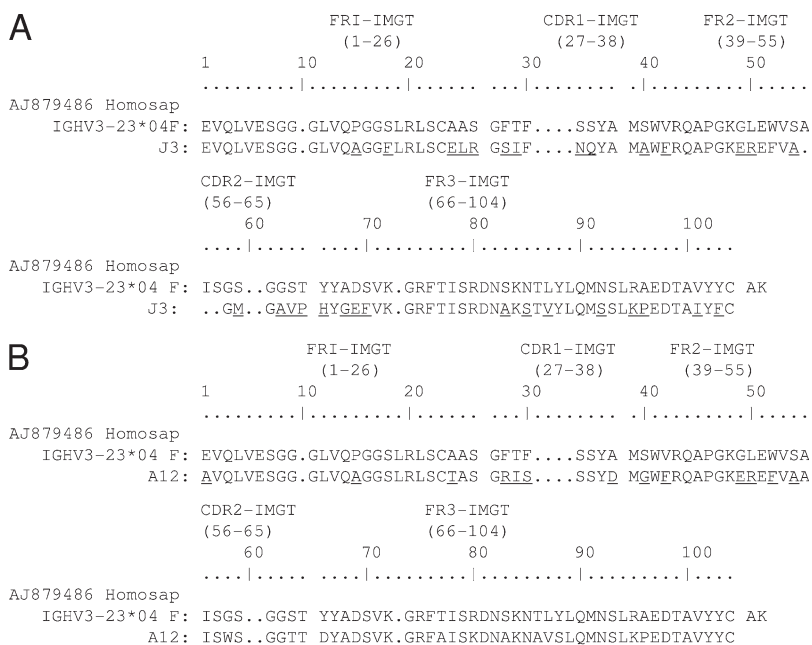 A
FRI-IMGT CDR1-IMGT FR2-IMGT
(1-26) (27-38) (39-55)
1 10 20 30 40 50
.........|.........|...... ...|........ .|.........|.....
AJ879486 Homosap
IGHV3-23*04F: EVQLVESGG.GLVQPGGSLRLSCAAS GFTF....SSYA MSWVRQAPGKGLEWVSA
J3: EVQLVESGG.GLVQAGFSLRLSCELR GSIF....NQYA MAWFRQAPGKEREFVA.
CDR2-IMGT FR3-IMGT
(56-65) (66-104)
60 70 80 90 100
....|..... ....|.........|.........|.........|....
AJ879486 Homosap
IGHV3-23*04 F: ISGS..GGST YYADSVK.GRFTISRDNSKNTLYLQMNSLRAEDTAVYYC AK
J3: ..GM..GAVP HYGEFVK.GRFTISRDNAKSTVYLQMSSLKPEDTAIYFC
B
FRI-IMGT CDR1-IMGT FR2-IMGT
(1-26) (27-38) (39-55)
1 10 20 30 40 50
.........|.........|...... ...|........ .|.........|.....
AJ879486 Homosap
IGHV3-23*04 F: EVQLVESGG.GLVQPGGSLRLSCAAS GFTF....SSYA MSWVRQAPGKGLEWVSA
A12: AVQLVESGG.GLVQAGGSLRLSCTAS GRIS....SSYD MGWFRQAPGKEREFVAA
CDR2-IMGT FR3-IMGT
(56-65) (66-104)
60 70 80 90 100
....|..... ....|.........|.........|.........|....
AJ879486 Homosap
IGHV3-23*04 F: ISGS..GGST YYADSVK.GRFTISRDNSKNTLYLQMNSLRAEDTAVYYC AK
A12: ISWS..GGTT DYADSVK.GRFAISKDNAKNAVSLQMNSLKPEDTAVYYC